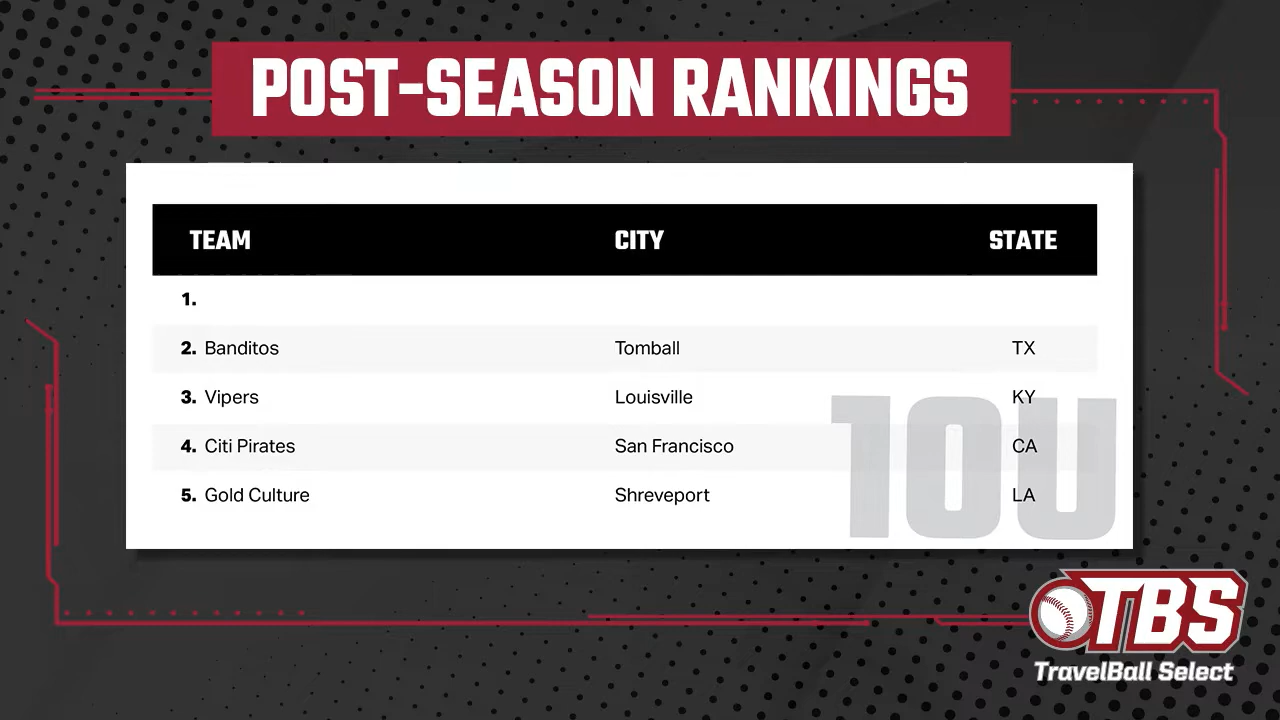 POST-SEASON RANKINGS
TEAM CITY STATE
1.
2. Banditos Tomball TX
3. Vipers Louisville KY
4. Citi Pirates San Francisco CA
5. Gold Culture Shreveport LA
10U
TBS
TravelBall Select